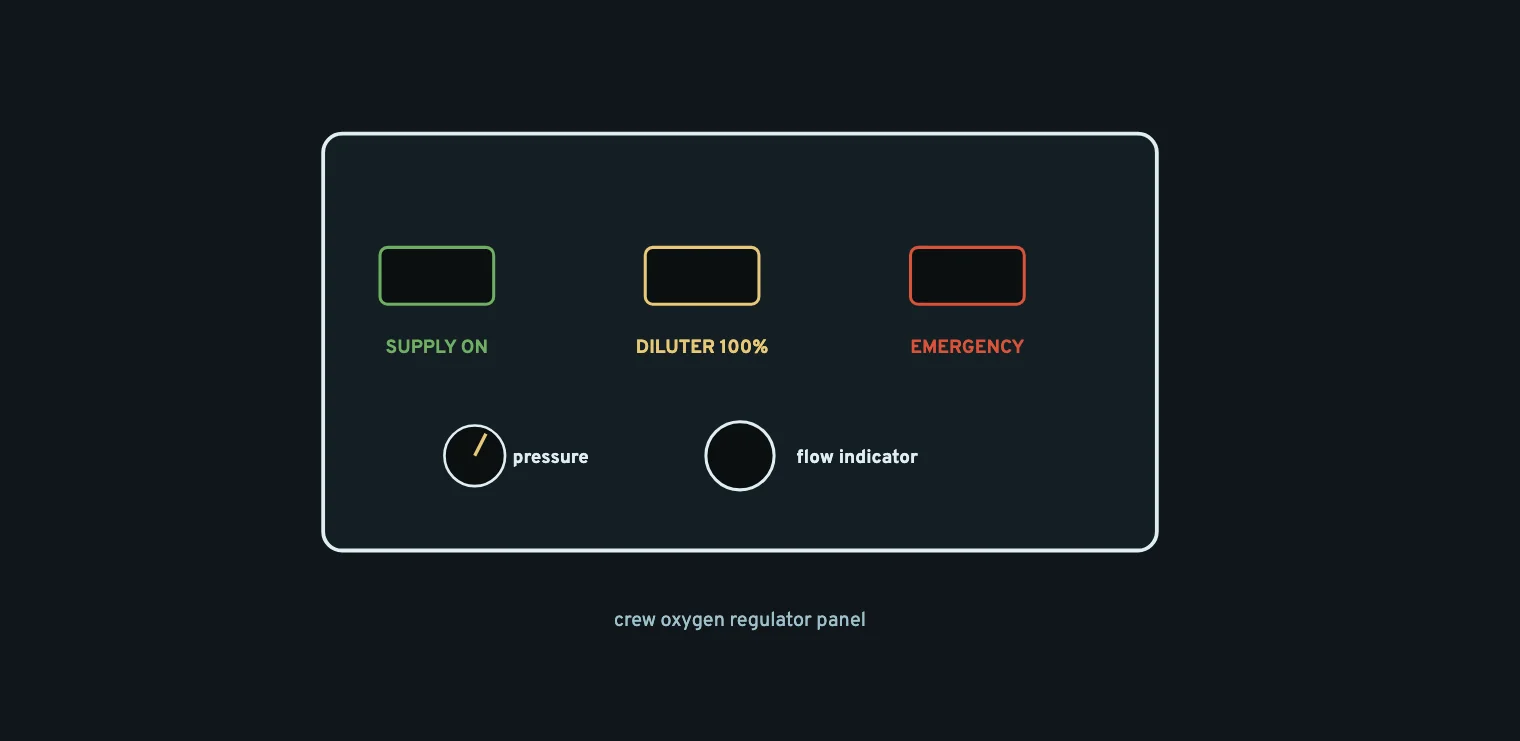 SUPPLY ON
DILUTER 100%
EMERGENCY
pressure
flow indicator
crew oxygen regulator panel